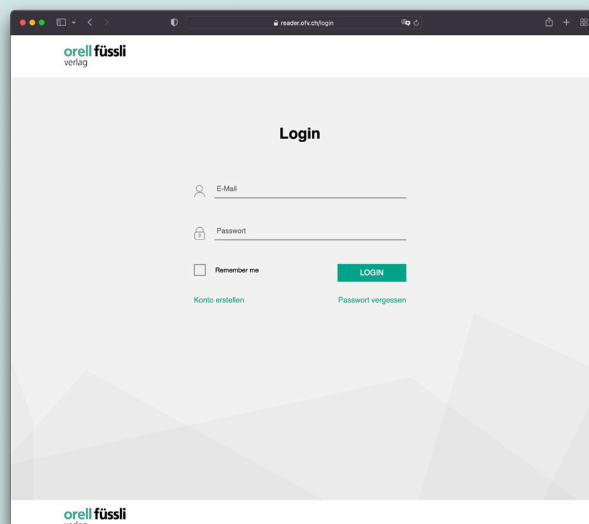 reader.ofv.ch/login
orell füssli
verlag
Login
E-Mail
Passwort
Remember me
LOGIN
Konto erstellen
Passwort vergessen
orell füssli
verlag